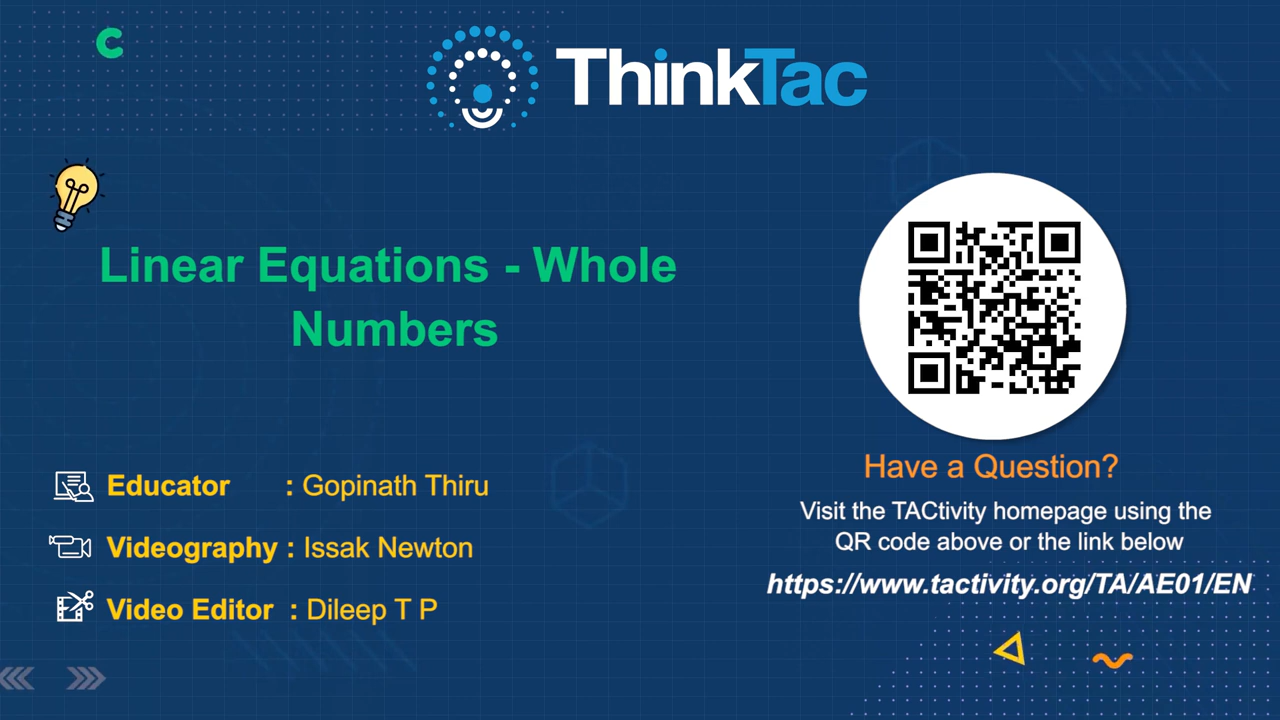 ThinkTac
Linear Equations - Whole
Numbers
Educator : Gopinath Thiru
Videography : Issak Newton
Video Editor : Dileep T P
Have a Question?
Visit the TACtivity homepage using the
QR code above or the link below
https://www.tactivity.org/TA/AE01/EN